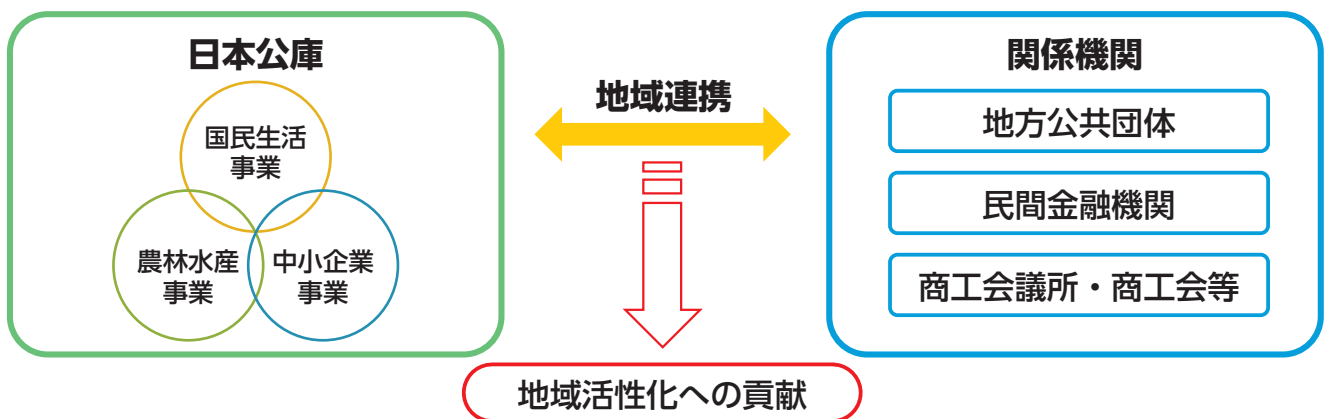 日本公庫
国民生活
事業
農林水産
事業
中小企業
事業
地域連携
関係機関
地方公共団体
民間金融機関
商工会議所・商工会等
地域活性化への貢献